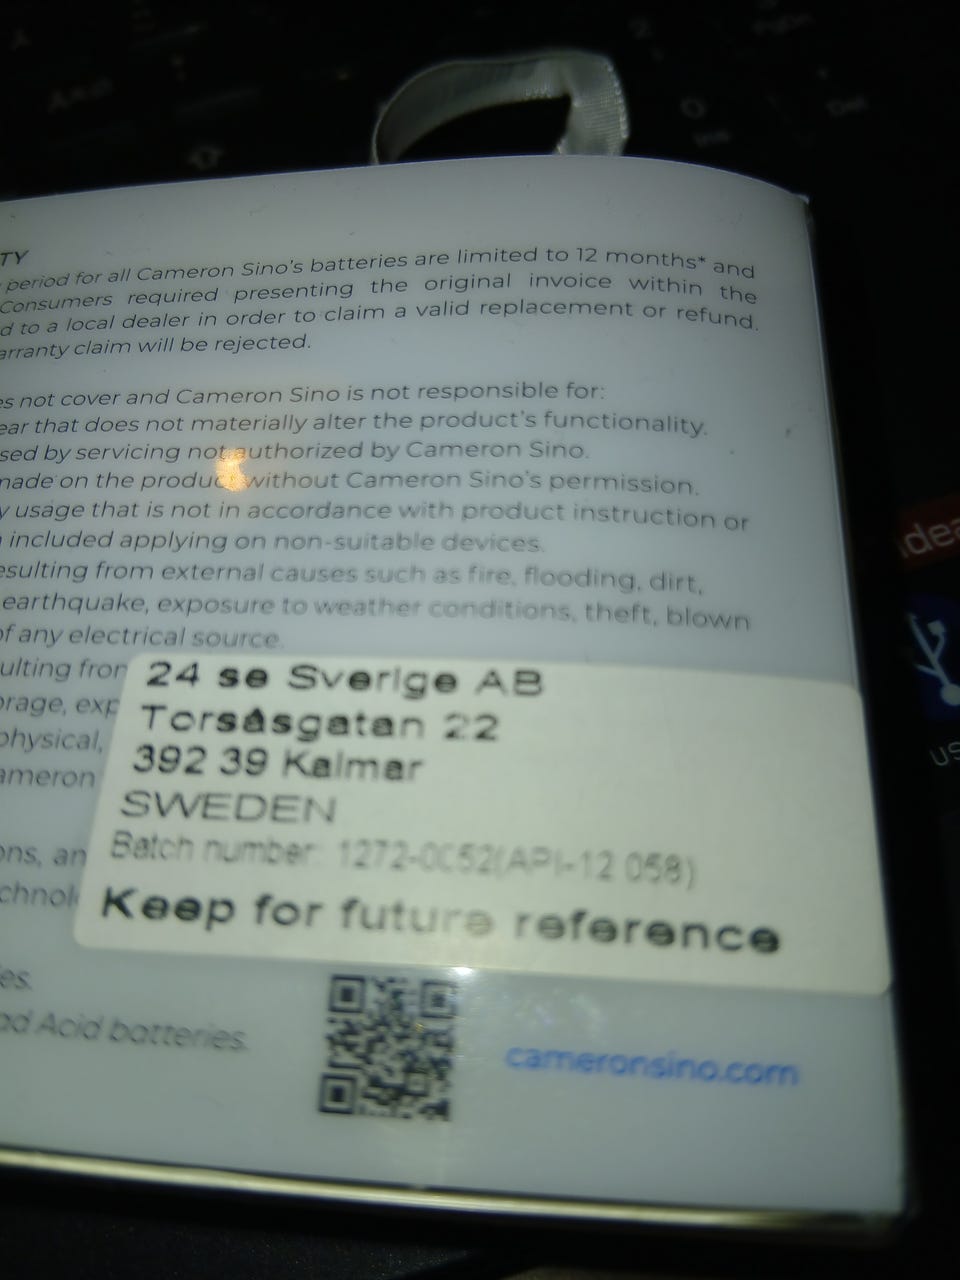 TY
period for all Cameron Sino's batteries are limited to 12 months* and
Consumers required presenting the original invoice within the
d to a local dealer in order to claim a valid replacement or refund.
arranty claim will be rejected.
es not cover and Cameron Sino is not responsible for:
ear that does not materially alter the product's functionality.
sed by servicing not authorized by Cameron Sino.
made on the product without Cameron Sino's permission.
y usage that is not in accordance with product instruction or
included applying on non-suitable devices.
esulting from external causes such as fire, flooding, dirt,
earthquake, exposure to weather conditions, theft, blown
of any electrical source.
ulting from
orage, exp
physical,
ameron
ons, an
chnol
es.
ad Acid batteries.
24 se Sverige AB
Torsåsgatan 22
392 39 Kalmar
SWEDEN
Batch number: 1272-0052(API-12 058)
Keep for future reference
cameronsino.com
idea
US